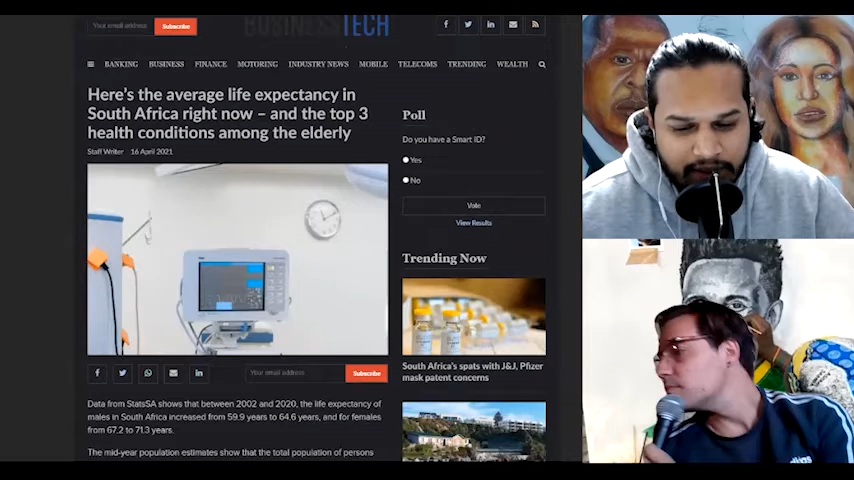 Your email address
Subscribe
BUSINESSTECH
BANKING BUSINESS FINANCE MOTORING INDUSTRY NEWS MOBILE TELECOMS TRENDING WEALTH
Here's the average life expectancy in
South Africa right now – and the top 3
health conditions among the elderly
Staff Writer 16 April 2021
Your email address
Subscribe
Data from StatsSA shows that between 2002 and 2020, the life expectancy of
males in South Africa increased from 59.9 years to 64.6 years, and for females
from 67.2 to 71.3 years.
The mid-year population estimates show that the total population of persons
Poll
Do you have a Smart ID?
Yes
No
Vote
View Results
Trending Now
South Africa's spats with J&J, Pfizer
mask patent concerns